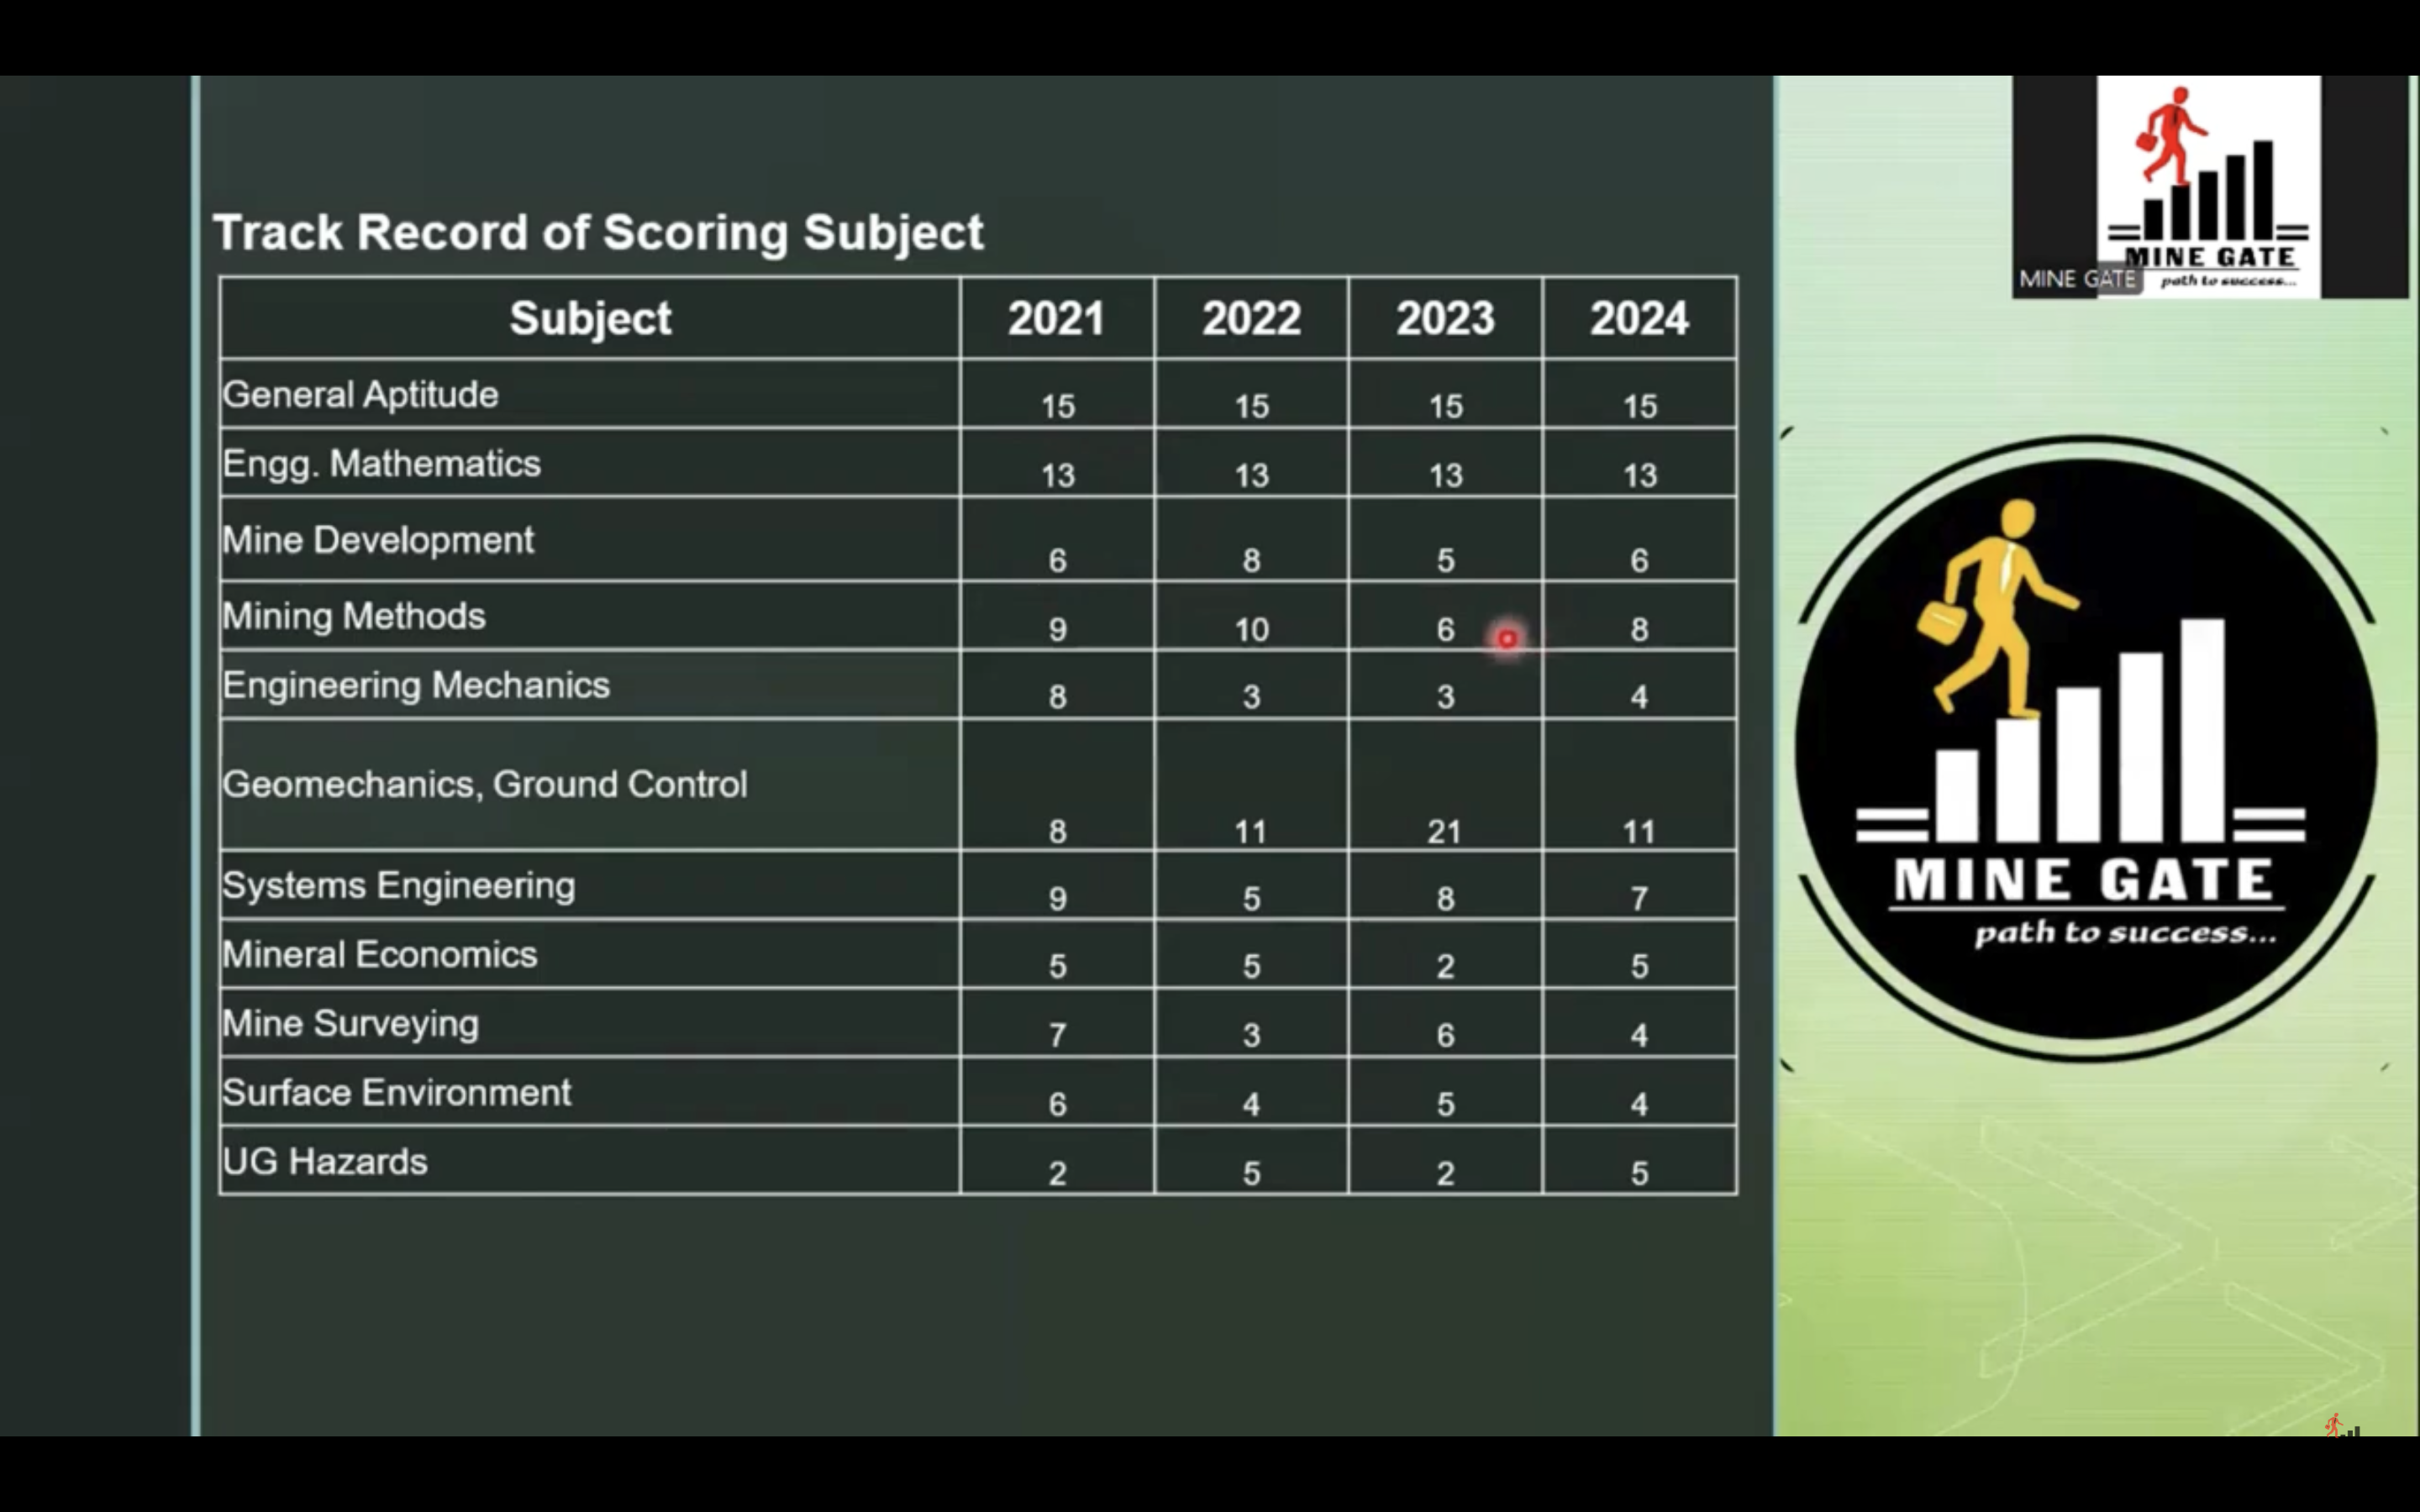 Track Record of Scoring Subject
Subject 2021 2022 2023 2024
General Aptitude 15 15 15 15
Engg. Mathematics 13 13 13 13
Mine Development 6 8 5 6
Mining Methods 9 10 6 8
Engineering Mechanics 8 3 3 4
Geomechanics, Ground Control 8 11 21 11
Systems Engineering 9 5 8 7
Mineral Economics 5 5 2 5
Mine Surveying 7 3 6 4
Surface Environment 6 4 5 4
UG Hazards 2 5 2 5
MINE GATE
path to success...
MINE GATE
MINE GATE
path to success...